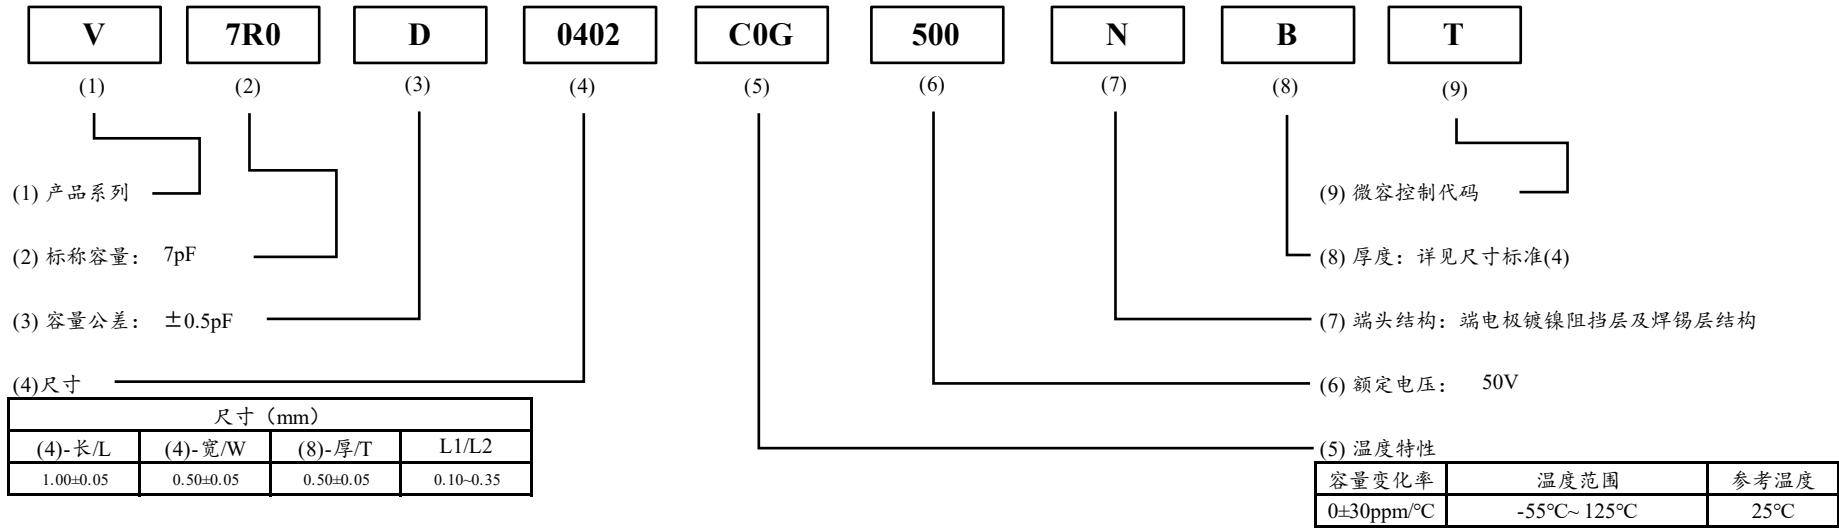 V 7R0 D 0402 C0G 500 N B T
(1) (2) (3) (4) (5) (6) (7) (8) (9)
(1) 产品系列
(9) 微容控制代码
(2) 标称容量： 7pF
(8) 厚度：详见尺寸标准(4)
(3) 容量公差： ±0.5pF
(7) 端头结构：端电极镀镍阻挡层及焊锡层结构
(4)尺寸
(6) 额定电压： 50V
尺寸（mm）
(4)-长/L (4)-宽/W (8)-厚/T L1/L2
1.00±0.05 0.50±0.05 0.50±0.05 0.10~0.35
(5) 温度特性
容量变化率 温度范围 参考温度
0±30ppm/℃ -55℃~ 125℃ 25℃